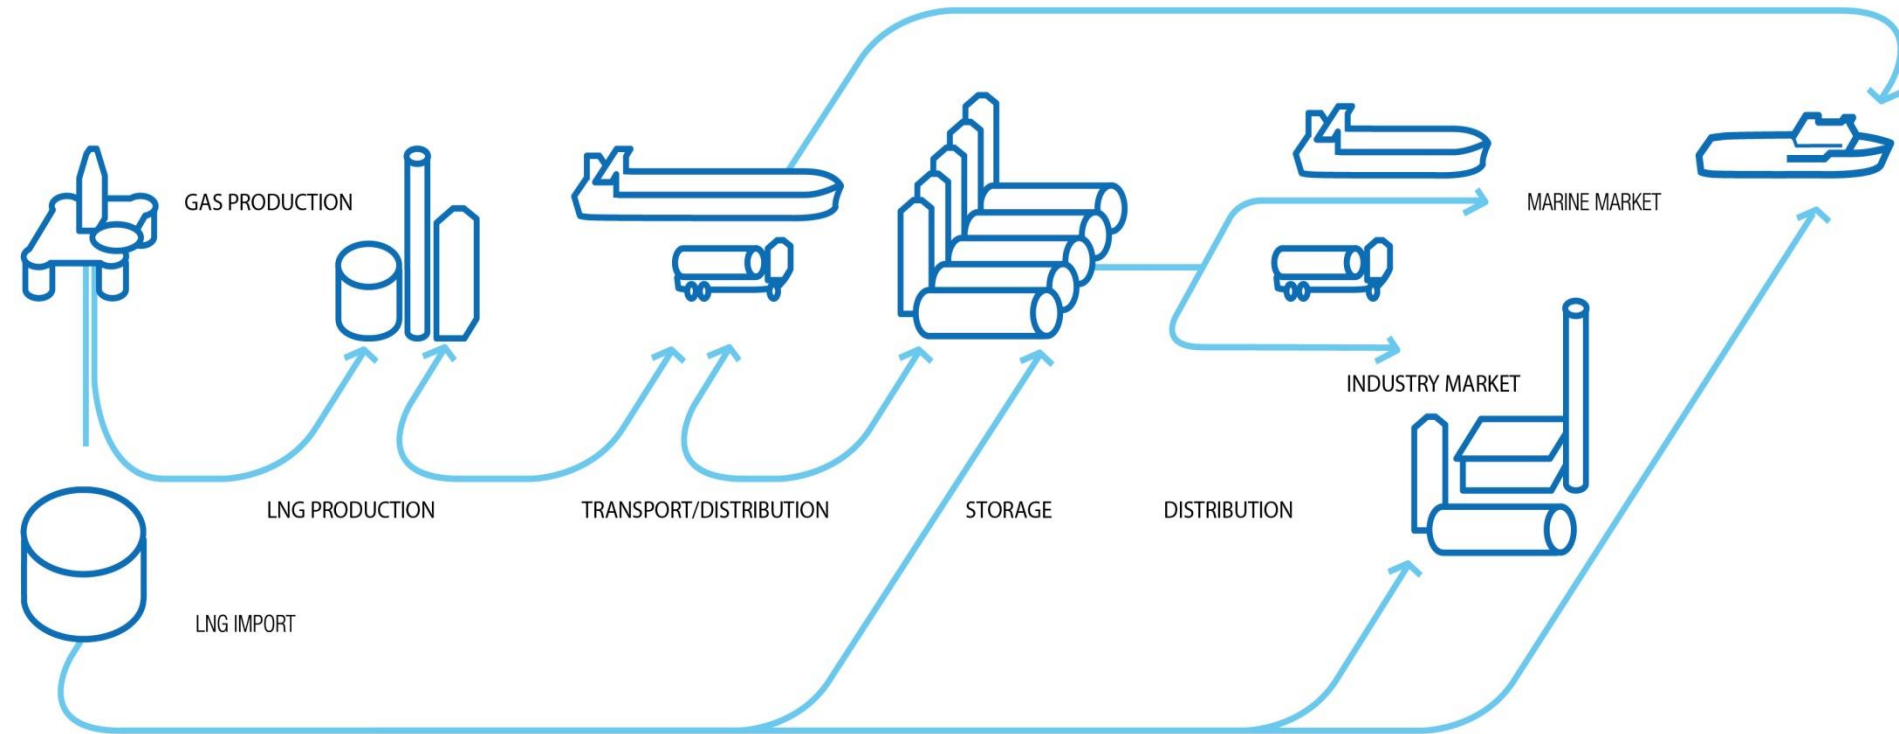 GAS PRODUCTION
MARINE MARKET
INDUSTRY MARKET
LNG PRODUCTION
TRANSPORT/DISTRIBUTION
STORAGE
DISTRIBUTION
LNG IMPORT